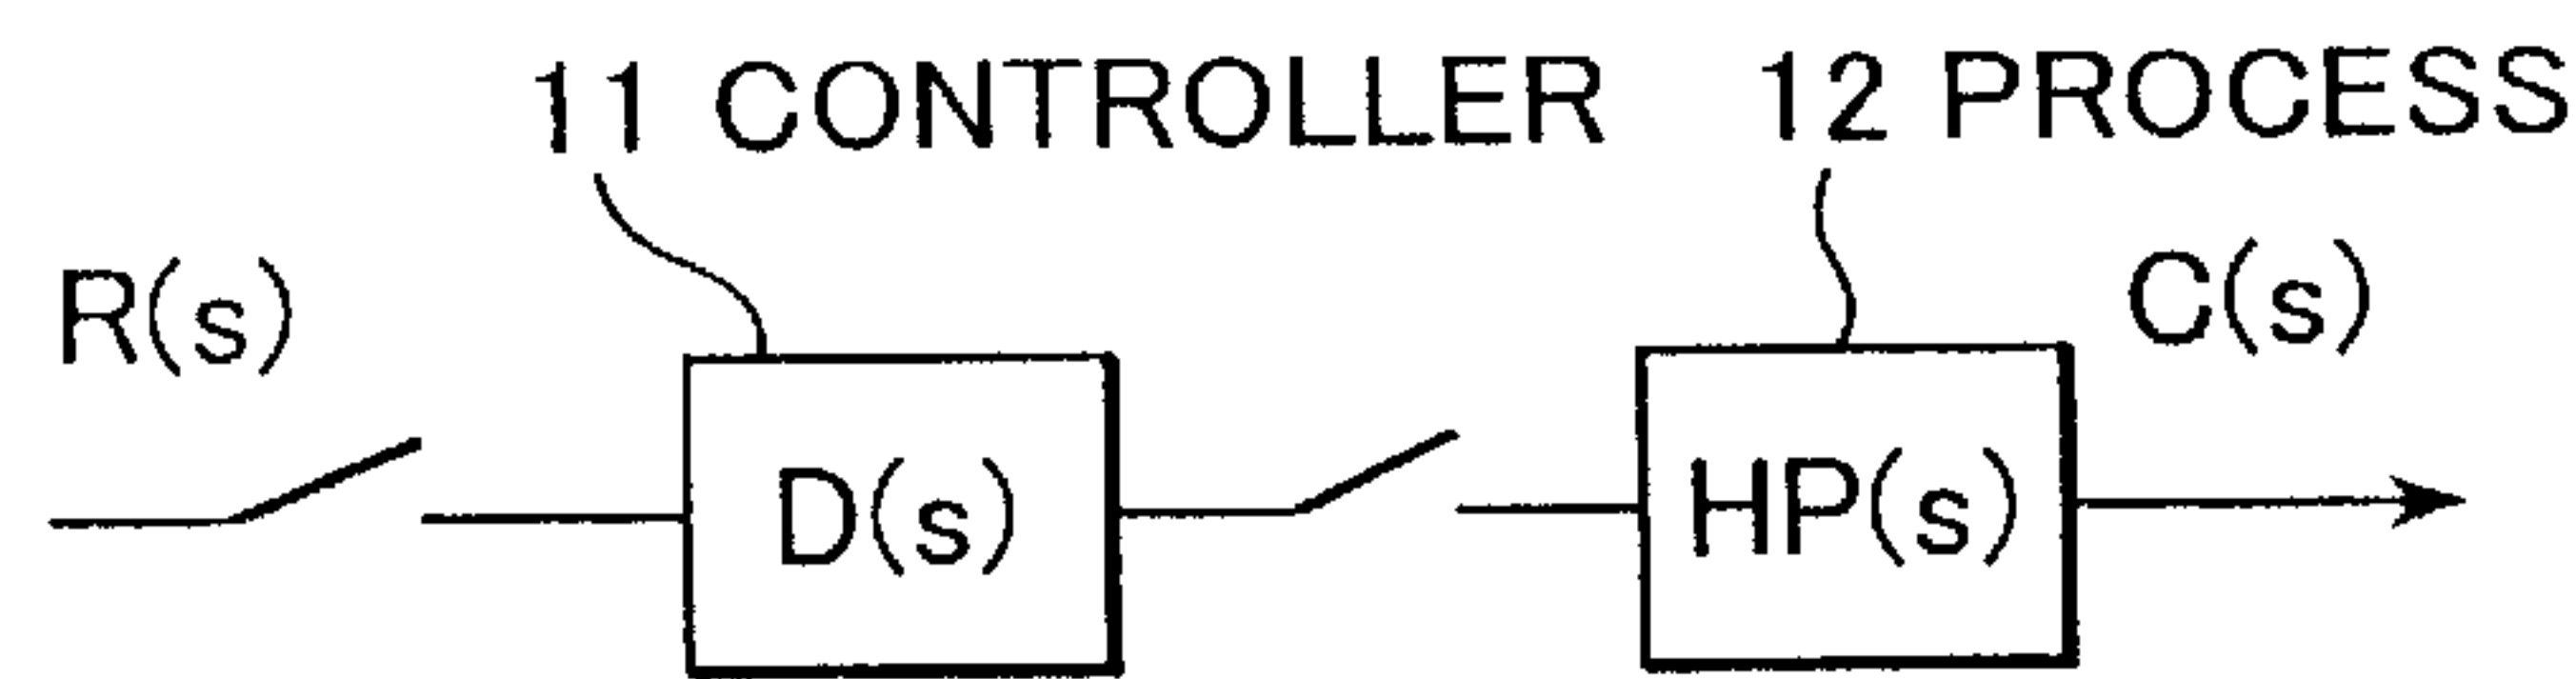 11 CONTROLLER 12 PROCESS
R(s) C(s)
D(s) HP(s)